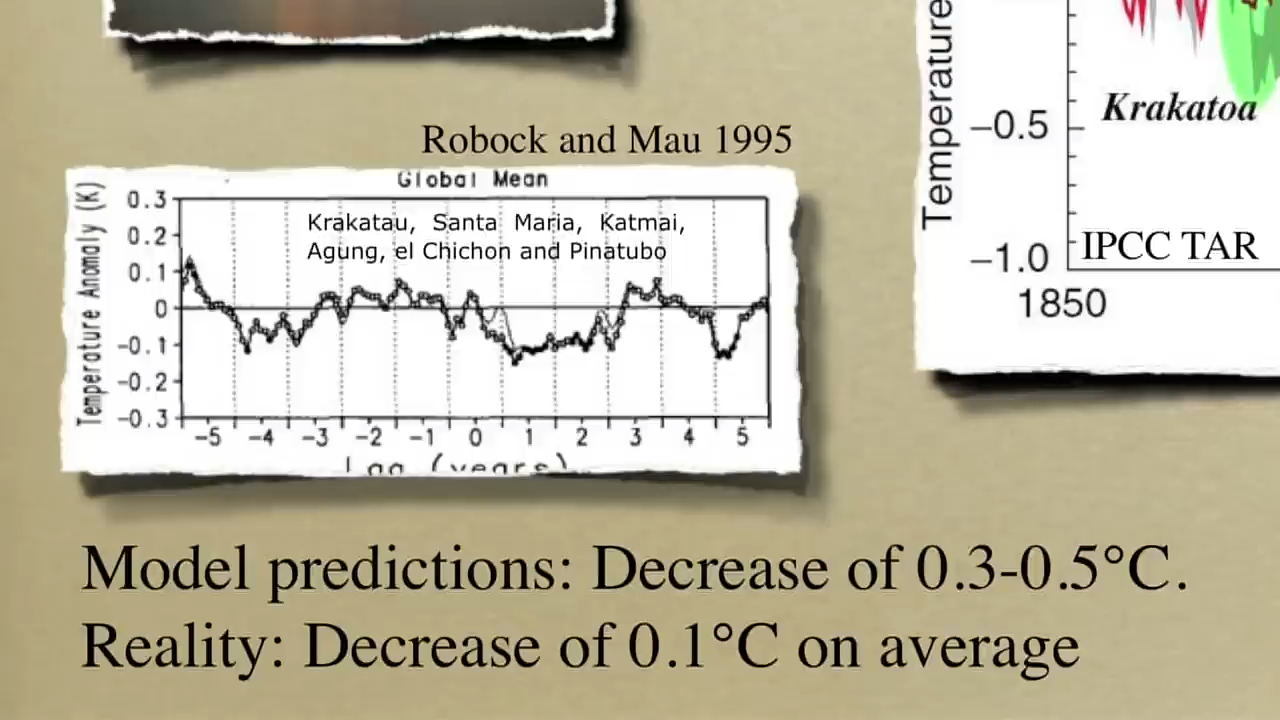 Robock and Mau 1995
Global Mean
Krakatau, Santa Maria, Katmai,
Agung, el Chichon and Pinatubo
Temperature Anomaly (K)
0.3
0.2
0.1
0
-0.1
-0.2
-0.3
-5 -4 -3 -2 -1 0 1 2 3 4 5
Lag (years)
Temperature
Krakatoa
−0.5
−1.0
IPCC TAR
1850
Model predictions: Decrease of 0.3-0.5°C.
Reality: Decrease of 0.1°C on average